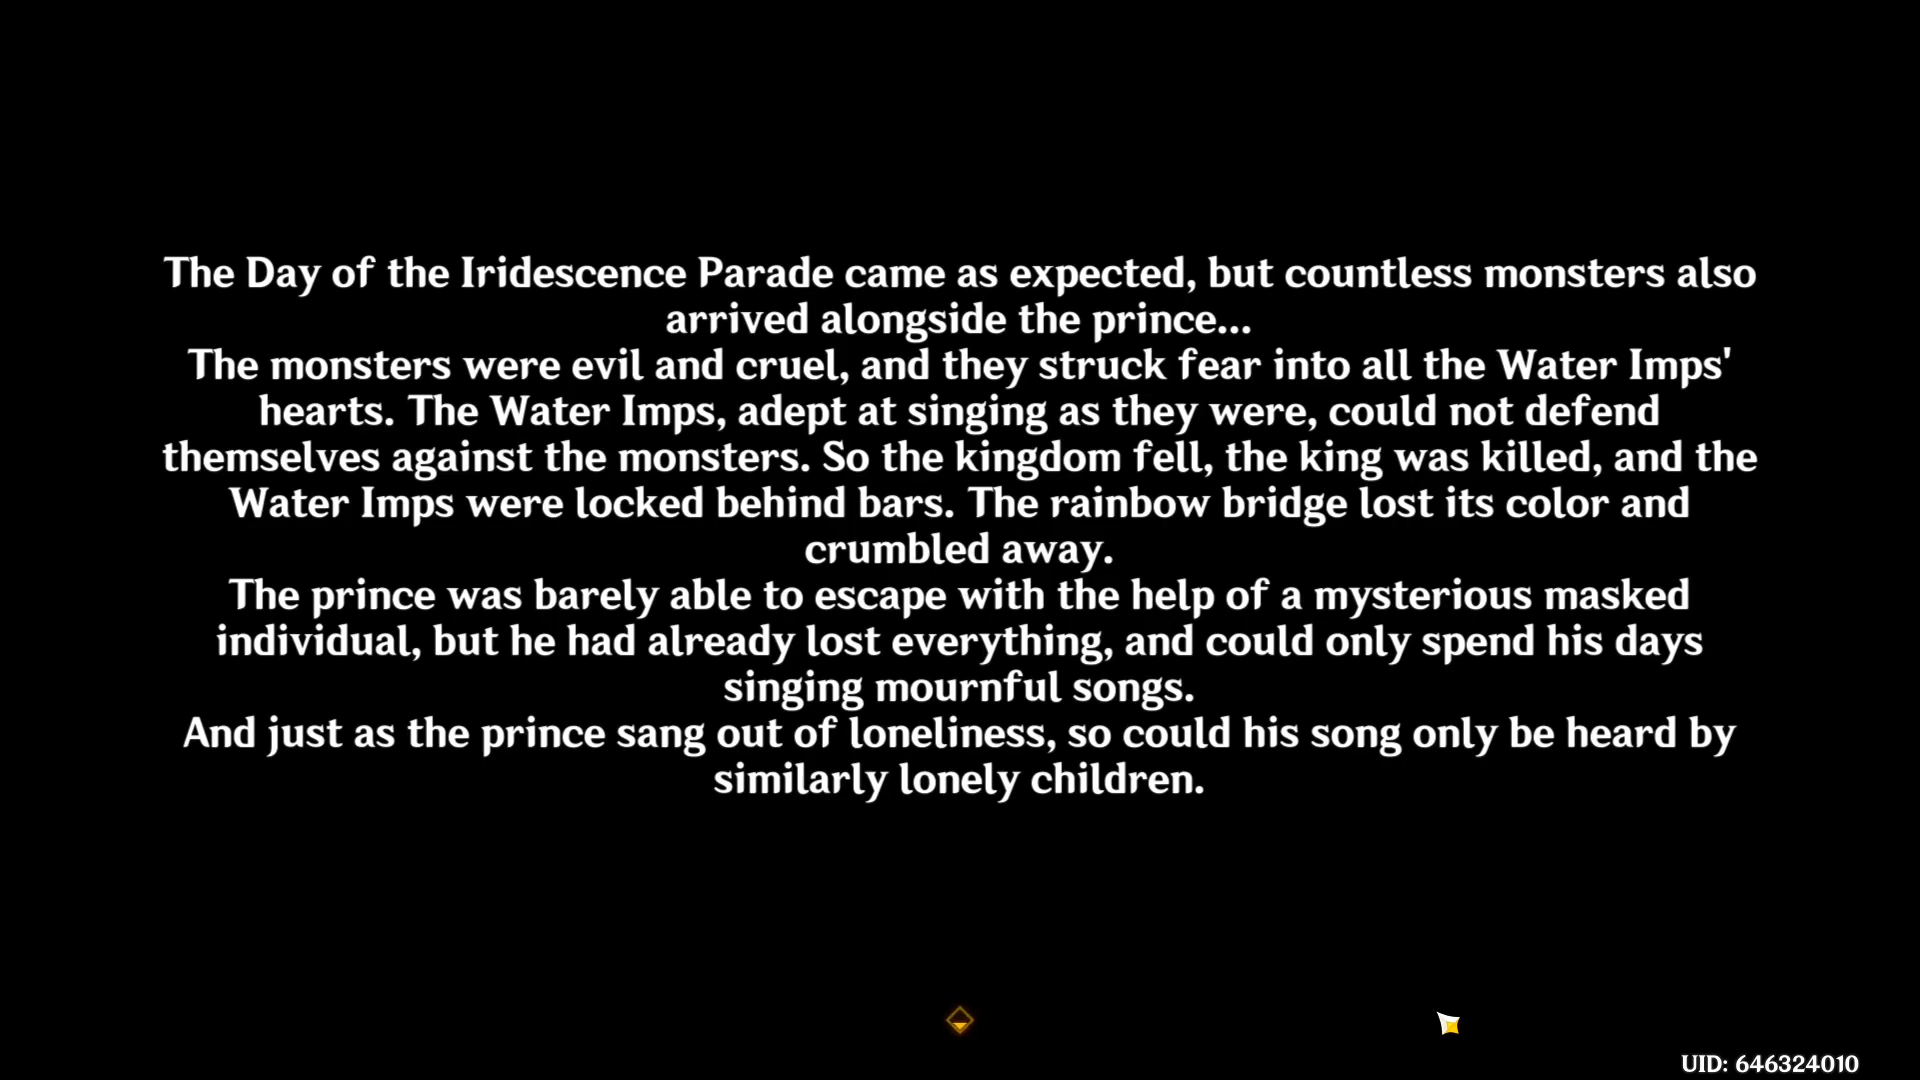 The Day of the Iridescence Parade came as expected, but countless monsters also
arrived alongside the prince...
The monsters were evil and cruel, and they struck fear into all the Water Imps'
hearts. The Water Imps, adept at singing as they were, could not defend
themselves against the monsters. So the kingdom fell, the king was killed, and the
Water Imps were locked behind bars. The rainbow bridge lost its color and
crumbled away.
The prince was barely able to escape with the help of a mysterious masked
individual, but he had already lost everything, and could only spend his days
singing mournful songs.
And just as the prince sang out of loneliness, so could his song only be heard by
similarly lonely children.
UID: 646324010